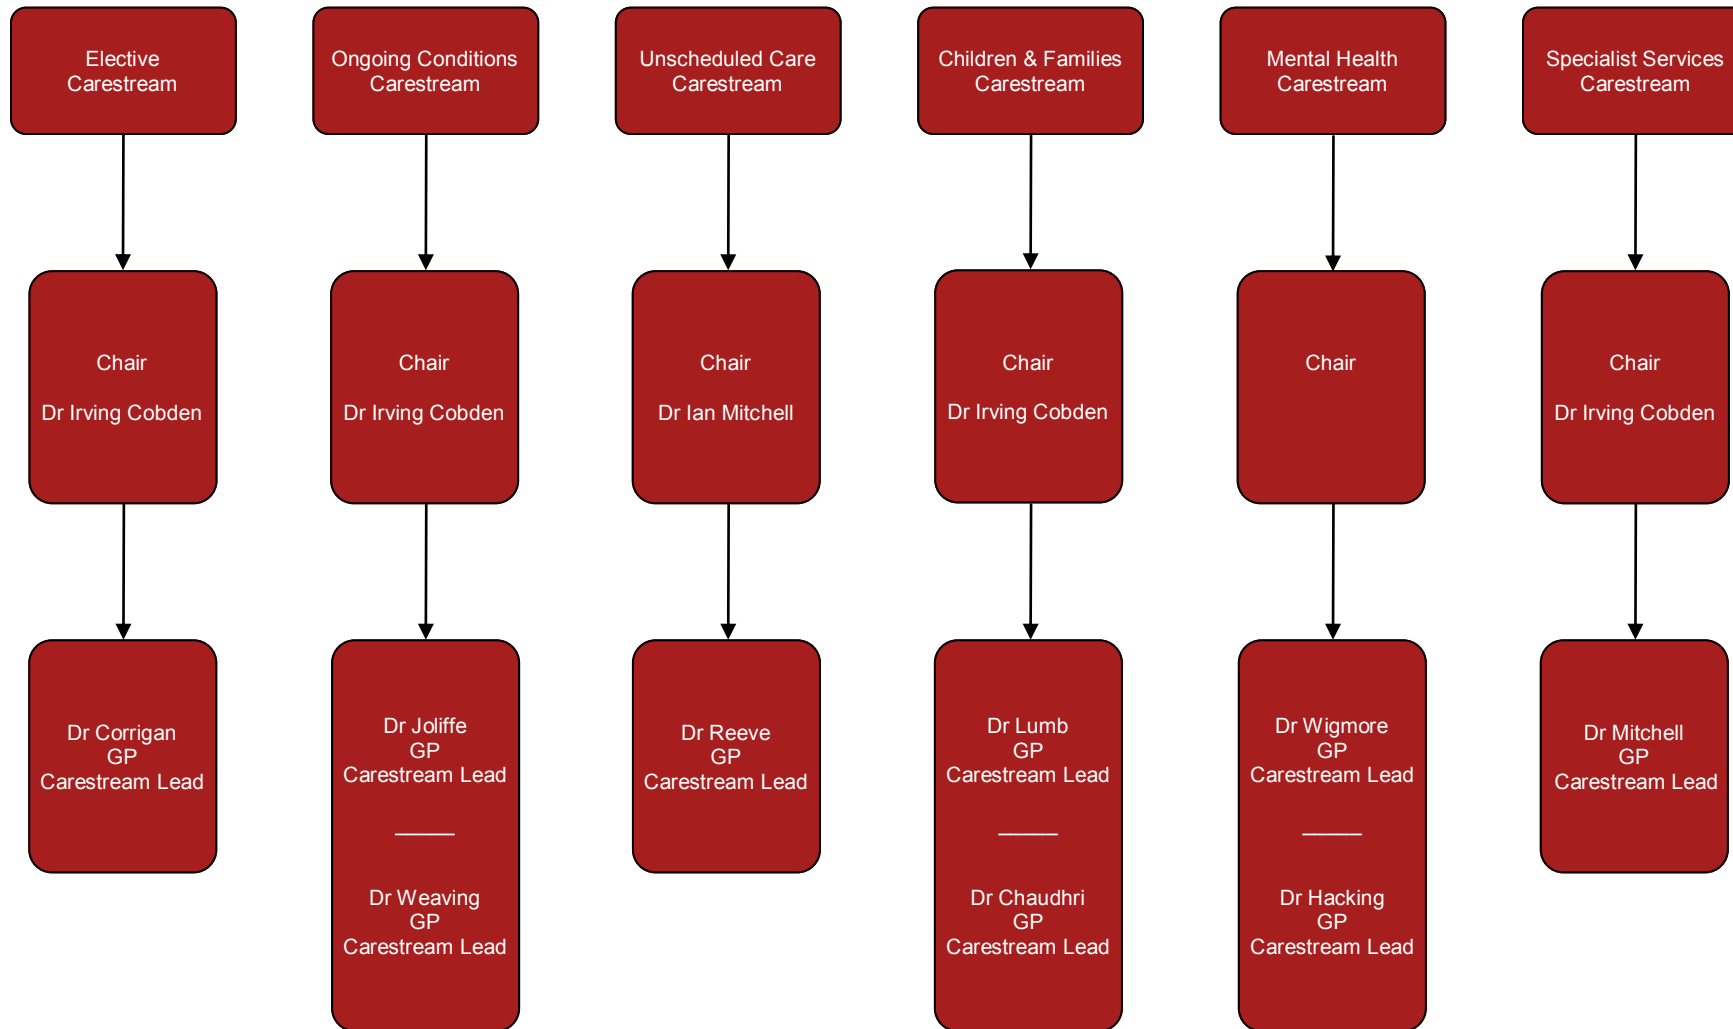 Elective
Carestream
Ongoing Conditions
Carestream
Unscheduled Care
Carestream
Children & Families
Carestream
Mental Health
Carestream
Specialist Services
Carestream
Chair
Dr Irving Cobden
Chair
Dr Irving Cobden
Chair
Dr Ian Mitchell
Chair
Dr Irving Cobden
Chair
Chair
Dr Irving Cobden
Dr Corrigan
GP
Carestream Lead
Dr Joliffe
GP
Carestream Lead
_____
Dr Weaving
GP
Carestream Lead
Dr Reeve
GP
Carestream Lead
Dr Lumb
GP
Carestream Lead
_____
Dr Chaudhri
GP
Carestream Lead
Dr Wigmore
GP
Carestream Lead
_____
Dr Hacking
GP
Carestream Lead
Dr Mitchell
GP
Carestream Lead